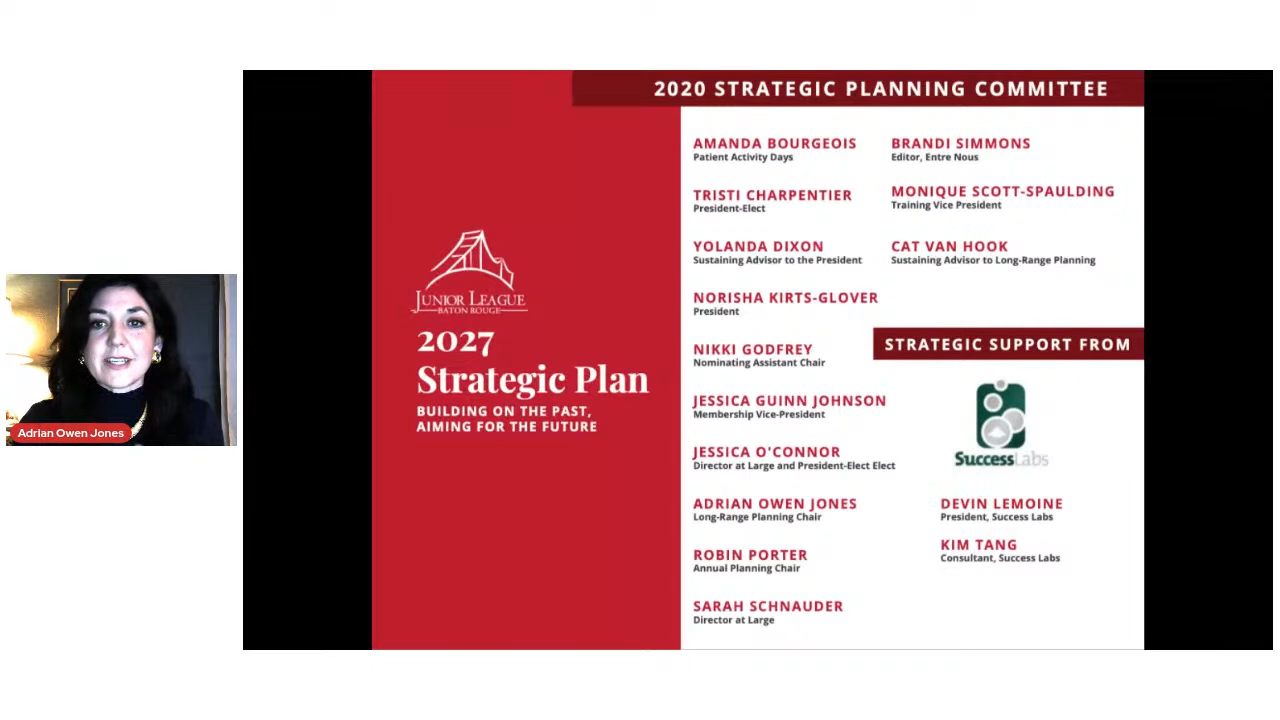 2020 STRATEGIC PLANNING COMMITTEE
JUNIOR LEAGUE
BATON ROUGE
2027
Strategic Plan
BUILDING ON THE PAST,
AIMING FOR THE FUTURE
AMANDA BOURGEOIS
Patient Activity Days
TRISTI CHARPENTIER
President-Elect
YOLANDA DIXON
Sustaining Advisor to the President
NORISHA KIRTS-GLOVER
President
NIKKI GODFREY
Nominating Assistant Chair
JESSICA GUINN JOHNSON
Membership Vice-President
JESSICA O'CONNOR
Director at Large and President-Elect Elect
ADRIAN OWEN JONES
Long-Range Planning Chair
ROBIN PORTER
Annual Planning Chair
SARAH SCHNAUDER
Director at Large
BRANDI SIMMONS
Editor, Entre Nous
MONIQUE SCOTT-SPAULDING
Training Vice President
CAT VAN HOOK
Sustaining Advisor to Long-Range Planning
STRATEGIC SUPPORT FROM
SuccessLabs
DEVIN LEMOINE
President, Success Labs
KIM TANG
Consultant, Success Labs
Adrian Owen Jones